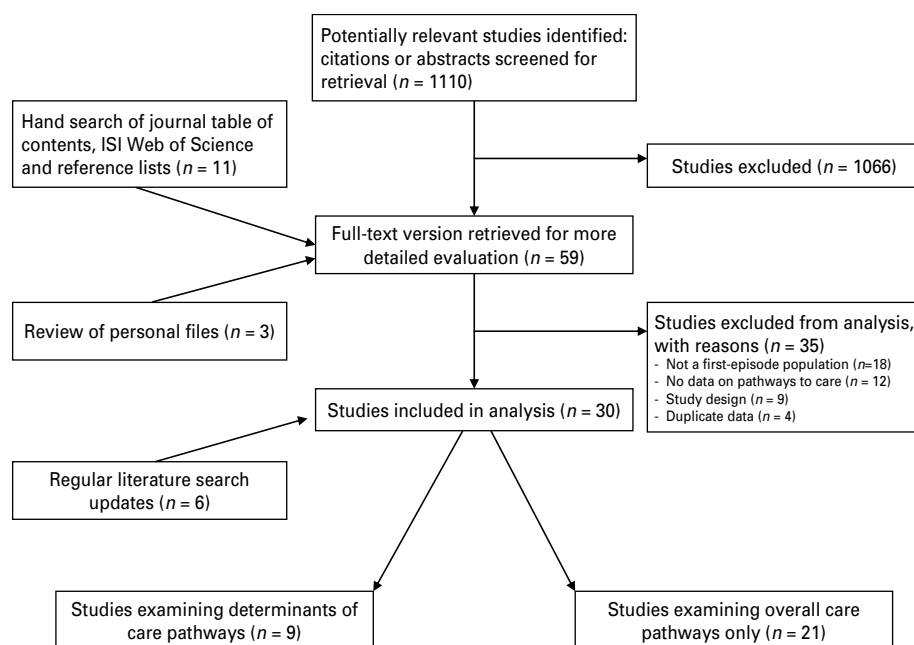 Potentially relevant studies identified:
citations or abstracts screened for
retrieval (n = 1110)
Hand search of journal table of
contents, ISI Web of Science
and reference lists (n = 11)
Studies excluded (n = 1066)
Full-text version retrieved for more
detailed evaluation (n = 59)
Review of personal files (n = 3)
Studies excluded from analysis,
with reasons (n = 35)
- Not a first-episode population (n=18)
- No data on pathways to care (n = 12)
- Study design (n = 9)
- Duplicate data (n = 4)
Studies included in analysis (n = 30)
Regular literature search
updates (n = 6)
Studies examining determinants of
care pathways (n = 9)
Studies examining overall care
pathways only (n = 21)